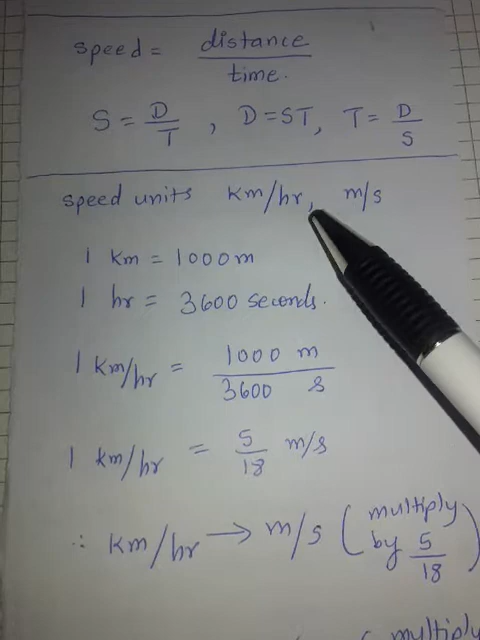 speed = distance / time.
S = D/T , D = ST, T = D/S
speed units km/hr, m/s
1 km = 1000m
1 hr = 3600 seconds.
1 km/hr = 1000 m / 3600 s
1 km/hr = 5/18 m/s
∴ km/hr → m/s (multiply by 5/18)
( multiply